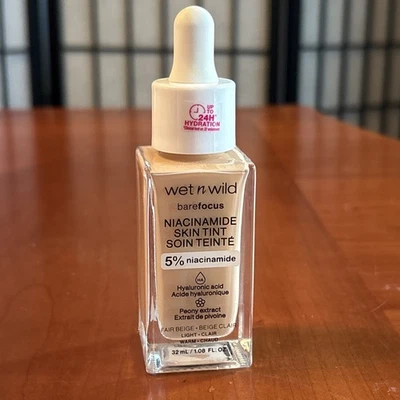 UP TO
24H*
HYDRATION
wet n wild
barefocus
NIACINAMIDE
SKIN TINT
SOIN TEINTÉ
5% niacinamide
HA
Hyaluronic acid
Acide hyaluronique
Peony extract
Extrait de pivoine
FAIR BEIGE • BEIGE CLAIR
LIGHT • CLAIR
WARM • CHAUD
32 mL / 1.08 FL. OZ.